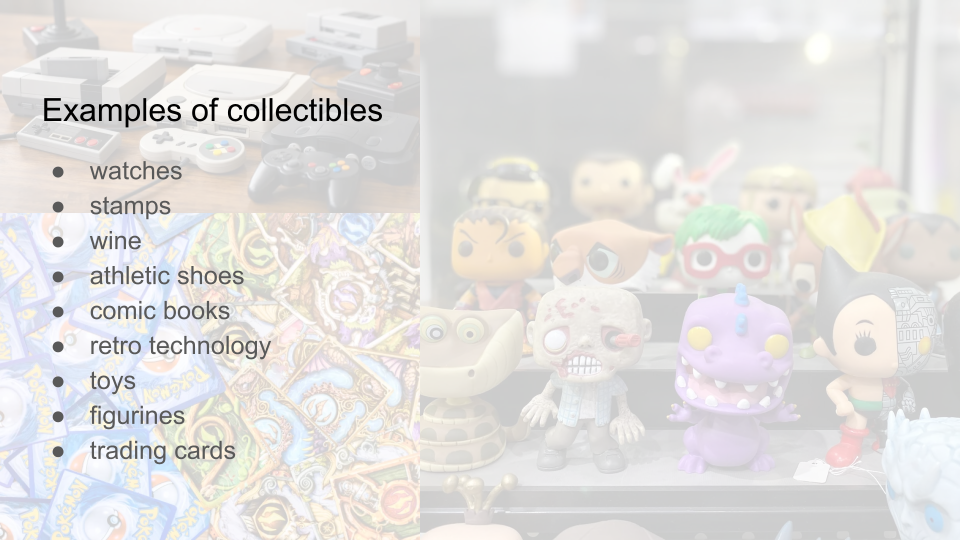 Examples of collectibles
● watches
● stamps
● wine
● athletic shoes
● comic books
● retro technology
● toys
● figurines
● trading cards